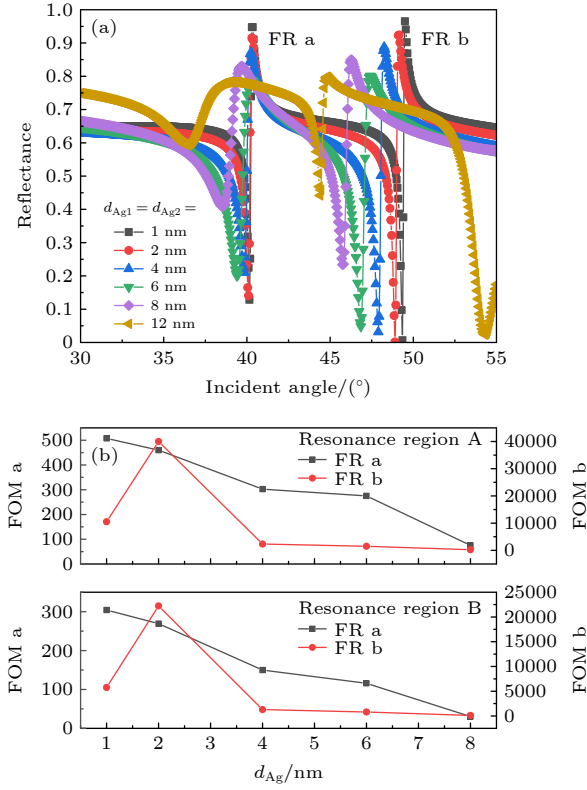 (a)
FR a
FR b
Reflectance
1.0
0.9
0.8
0.7
0.6
0.5
0.4
0.3
0.2
0.1
0
d_Ag1 = d_Ag2 =
1 nm
2 nm
4 nm
6 nm
8 nm
12 nm
30 35 40 45 50 55
Incident angle/(°)
(b)
Resonance region A
FR a
FR b
FOM a
500
400
300
200
100
0
FOM b
40000
30000
20000
10000
0
Resonance region B
FR a
FR b
FOM a
300
200
100
0
FOM b
25000
20000
15000
10000
5000
0
1 2 3 4 5 6 7 8
d_Ag/nm